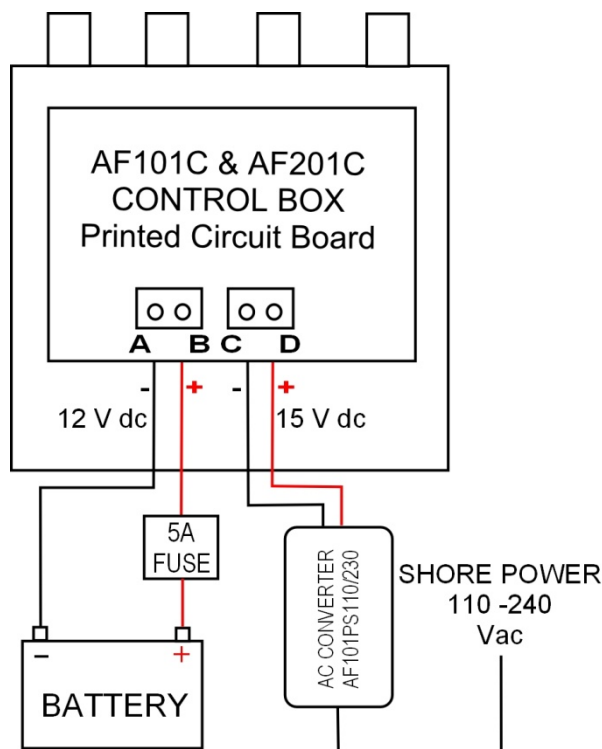 AF101C & AF201C
CONTROL BOX
Printed Circuit Board
A B C D
- + - +
12 V dc 15 V dc
5A
FUSE
AC CONVERTER
AF101PS110/230
SHORE POWER
110 -240
Vac
- +
BATTERY